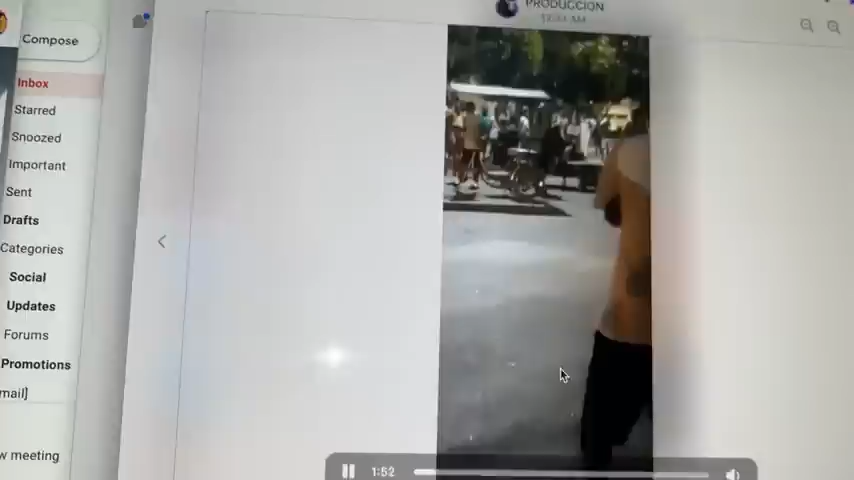 PRODUCCION
Compose
Inbox
Starred
Snoozed
Important
Sent
Drafts
Categories
Social
Updates
Forums
Promotions
mail]
w meeting
1:52